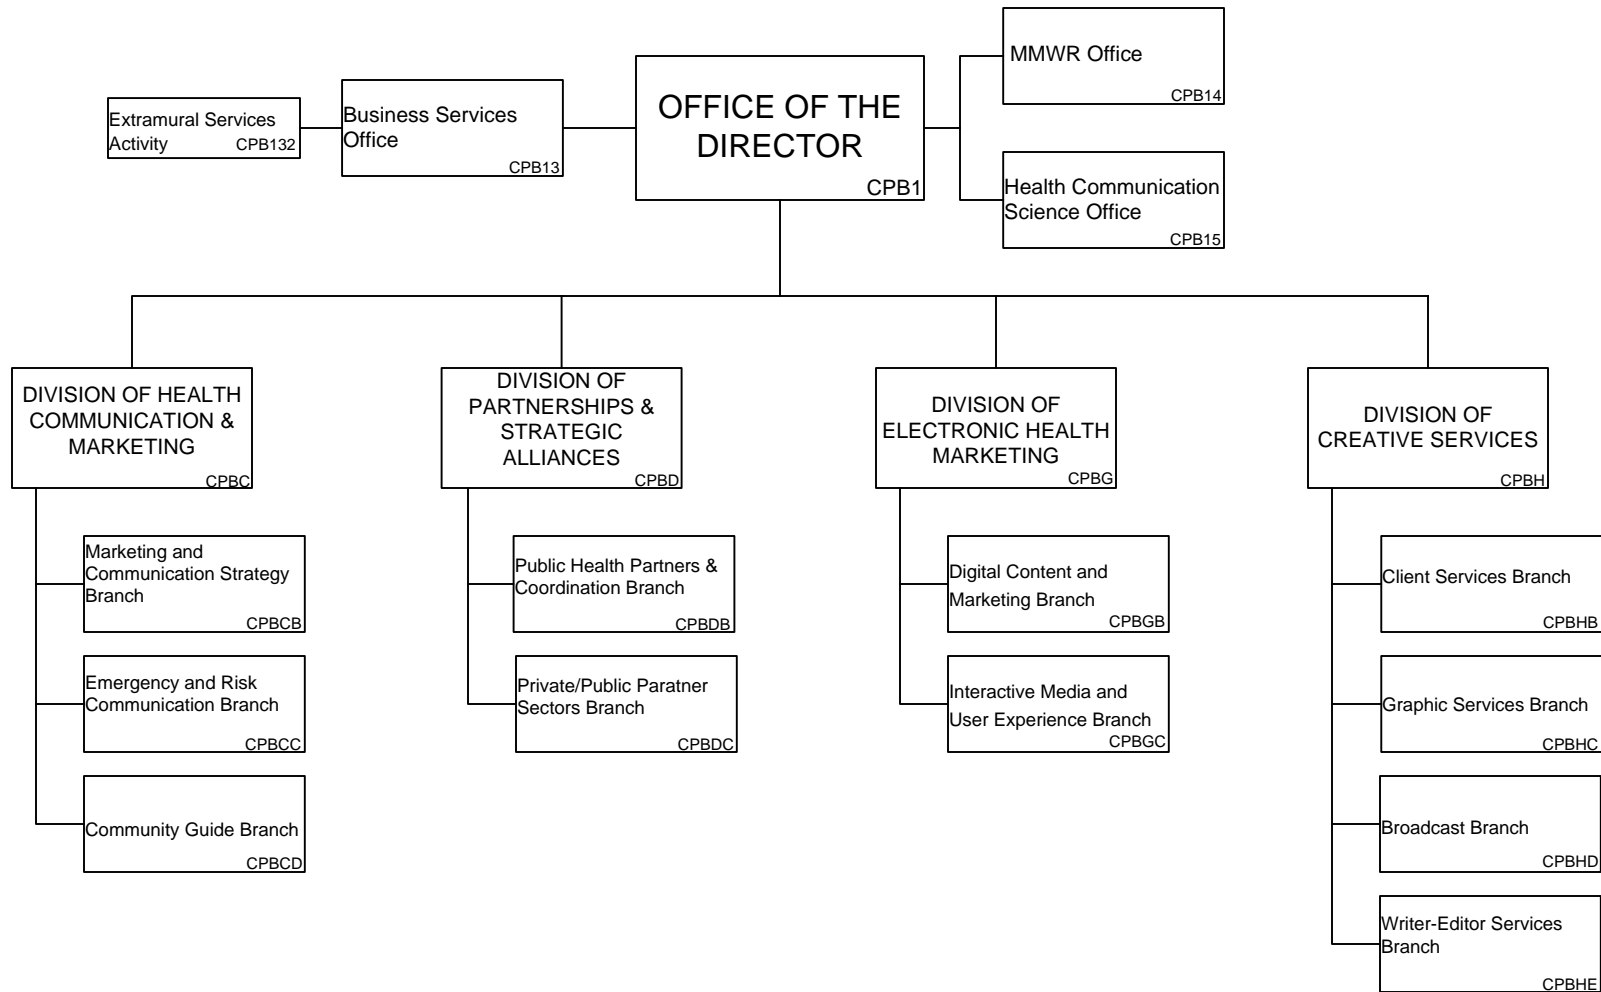 MMWR Office
CPB14
OFFICE OF THE
DIRECTOR
CPB1
Business Services
Office
CPB13
Extramural Services
Activity CPB132
Health Communication
Science Office
CPB15
DIVISION OF HEALTH
COMMUNICATION &
MARKETING
CPBC
Marketing and
Communication Strategy
Branch
CPBCB
Emergency and Risk
Communication Branch
CPBCC
Community Guide Branch
CPBCD
DIVISION OF
PARTNERSHIPS &
STRATEGIC
ALLIANCES
CPBD
Public Health Partners &
Coordination Branch
CPBDB
Private/Public Paratner
Sectors Branch
CPBDC
DIVISION OF
ELECTRONIC HEALTH
MARKETING
CPBG
Digital Content and
Marketing Branch
CPBGB
Interactive Media and
User Experience Branch
CPBGC
DIVISION OF
CREATIVE SERVICES
CPBH
Client Services Branch
CPBHB
Graphic Services Branch
CPBHC
Broadcast Branch
CPBHD
Writer-Editor Services
Branch
CPBHE